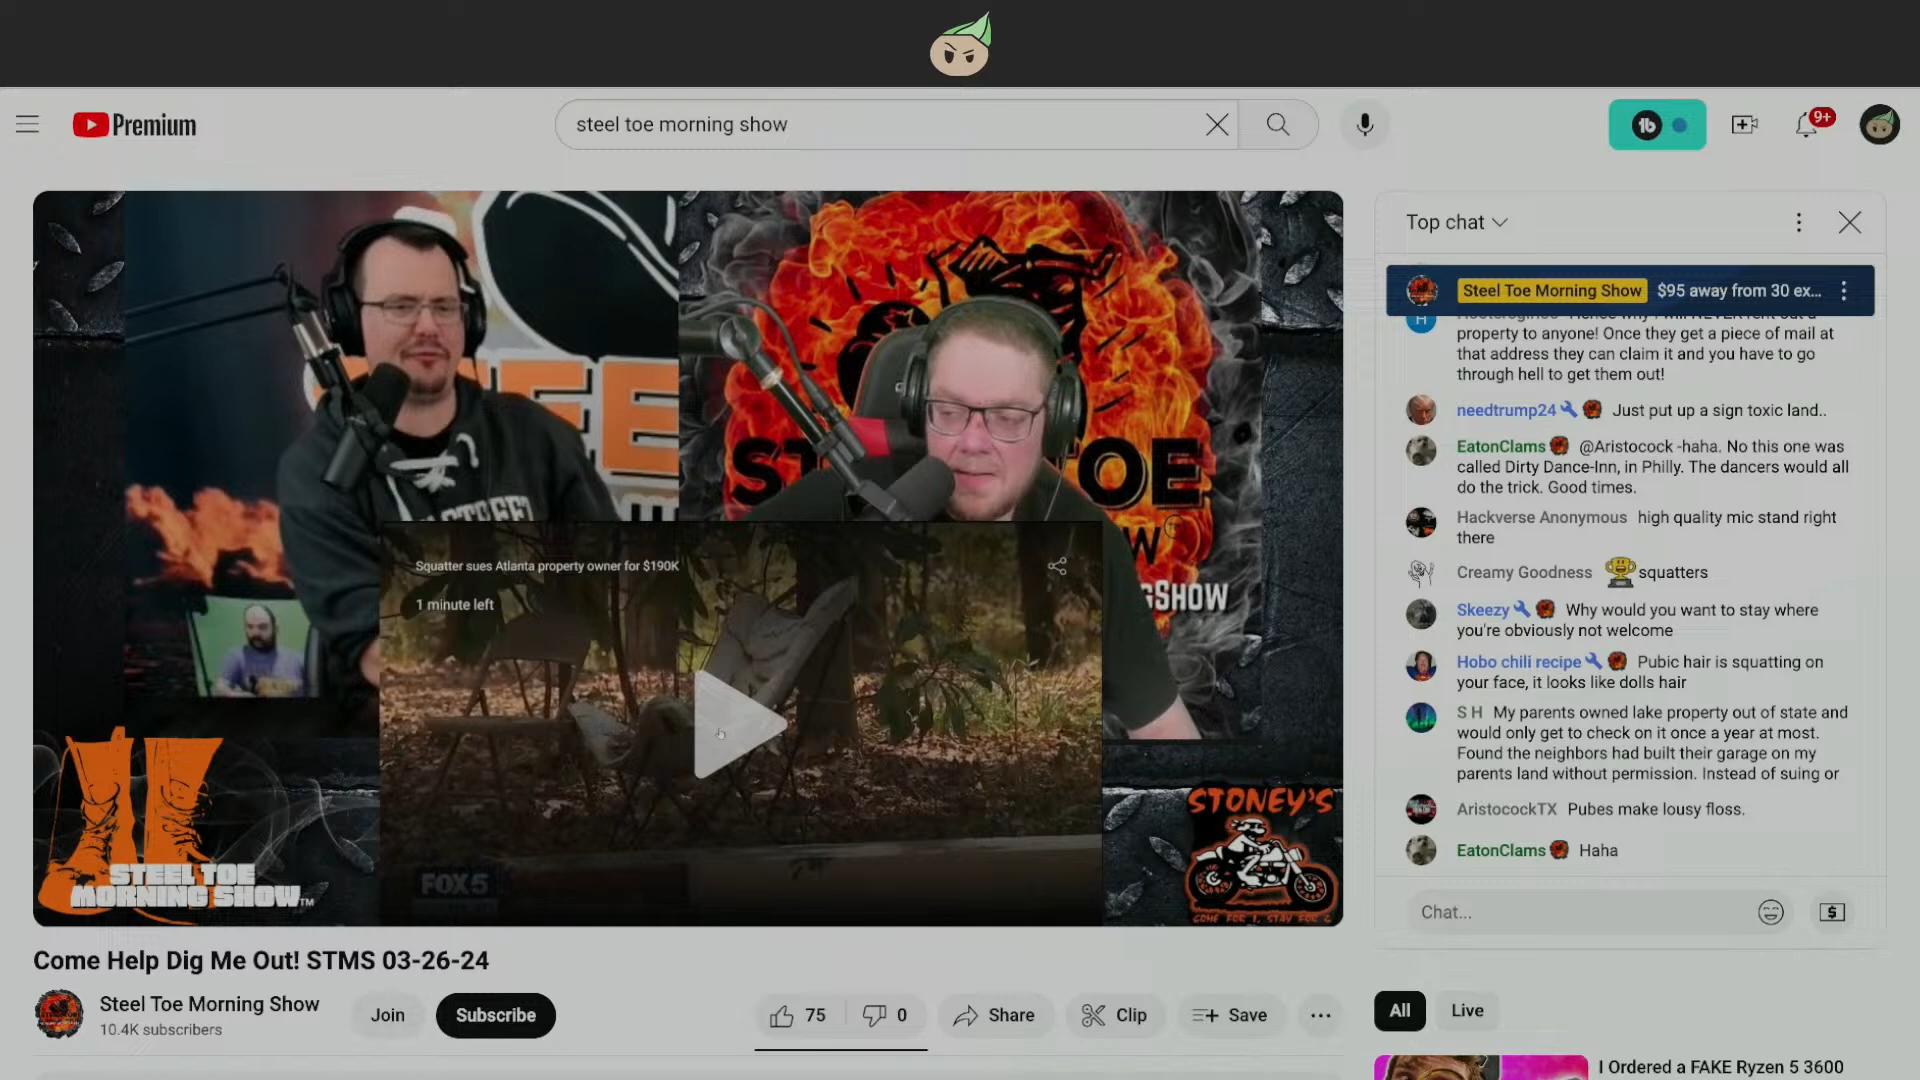 Premium
steel toe morning show
9+
Top chat
Steel Toe Morning Show $95 away from 30 ex...
property to anyone! Once they get a piece of mail at
that address they can claim it and you have to go
through hell to get them out!
needtrump24 Just put up a sign toxic land..
EatonClams @Aristocock -haha. No this one was
called Dirty Dance-Inn, in Philly. The dancers would all
do the trick. Good times.
Hackverse Anonymous high quality mic stand right
there
Creamy Goodness squatters
Skeezy Why would you want to stay where
you're obviously not welcome
Hobo chili recipe Pubic hair is squatting on
your face, it looks like dolls hair
S H My parents owned lake property out of state and
would only get to check on it once a year at most.
Found the neighbors had built their garage on my
parents land without permission. Instead of suing or
AristocockTX Pubes make lousy floss.
EatonClams Haha
Chat...
Squatter sues Atlanta property owner for $190K
1 minute left
FOX 5
STEEL TOE
MORNING SHOW™
STONEY'S
COME FOR 1, STAY FOR 2
Come Help Dig Me Out! STMS 03-26-24
Steel Toe Morning Show
10.4K subscribers
Join
Subscribe
75
0
Share
Clip
Save
All
Live
I Ordered a FAKE Ryzen 5 3600